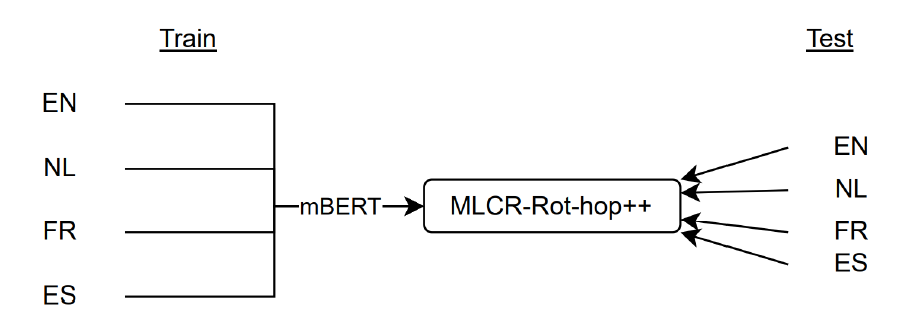 Train
Test
EN
NL
FR
ES
mBERT
MLCR-Rot-hop++
EN
NL
FR
ES